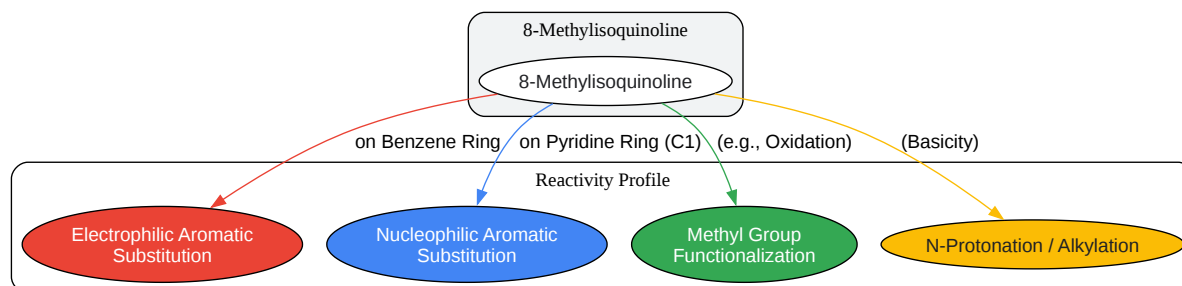 8-Methylisoquinoline
8-Methylisoquinoline
on Benzene Ring
on Pyridine Ring (C1)
(e.g., Oxidation)
(Basicity)
Reactivity Profile
Electrophilic Aromatic
Substitution
Nucleophilic Aromatic
Substitution
Methyl Group
Functionalization
N-Protonation / Alkylation